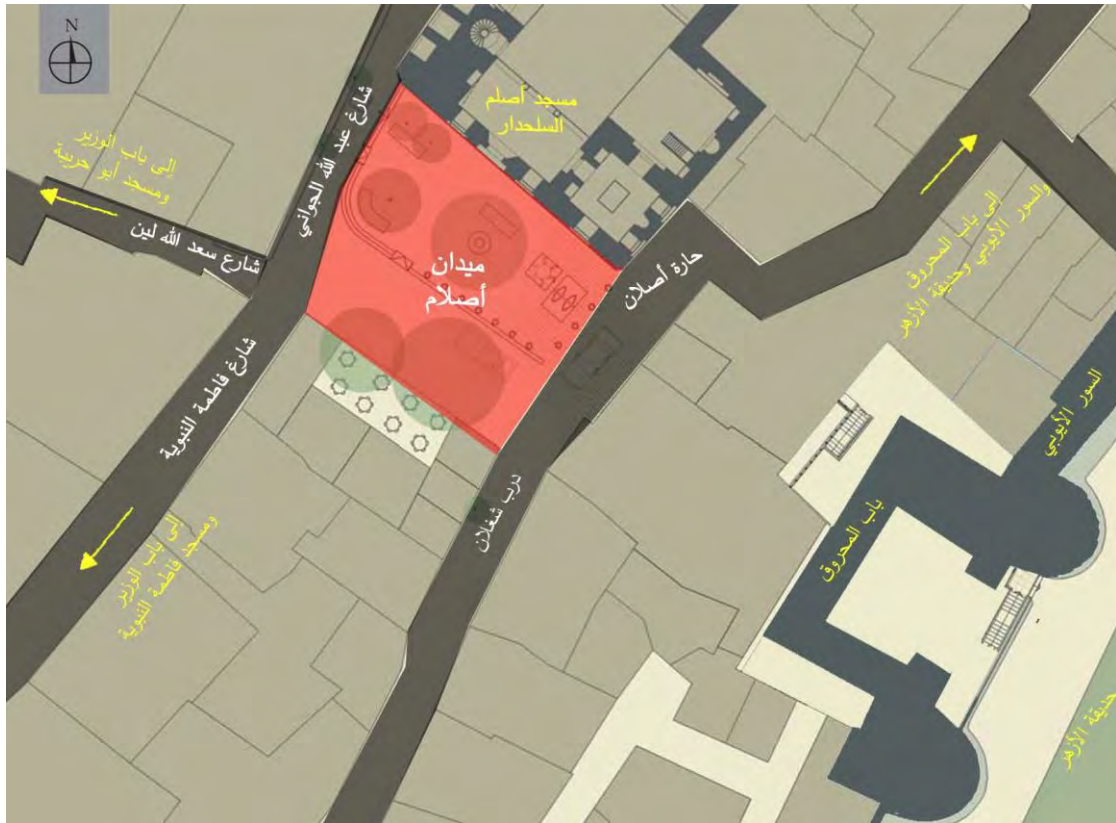 N
مسجد أصلم
السلحدار
شارع عبد الله الجواني
إلى باب الوزير
ومسجد أبو حريبة
شارع سعد الله لين
ميدان
أصلام
حارة أصلان
إلى باب المحروق
والسور الأيوبي وحديقة الأزهر
شارع فاطمة النبوية
السور الأيوبي
باب المحروق
درب شغلان
إلى باب الوزير
ومسجد فاطمة النبوية
حديقة الأزهر